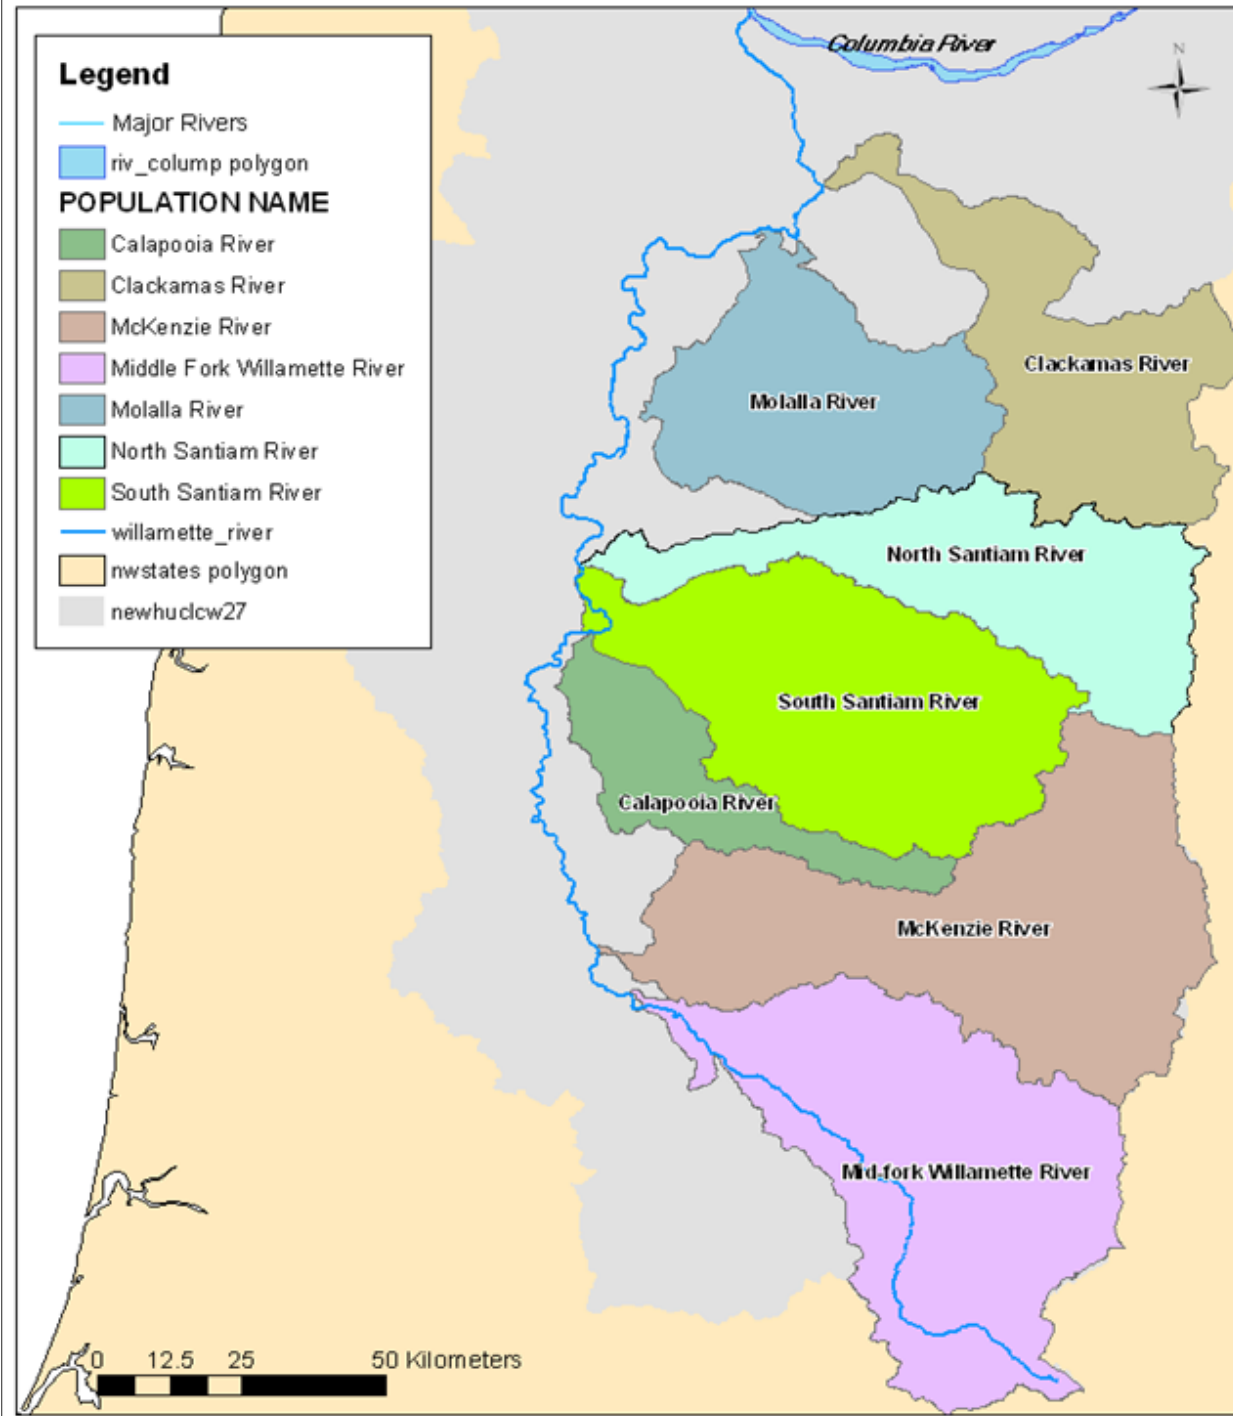 Columbia River
N
Legend
Major Rivers
riv_colump polygon
POPULATION NAME
Calapooia River
Clackamas River
McKenzie River
Middle Fork Willamette River
Molalla River
North Santiam River
South Santiam River
willamette_river
nwstates polygon
newhuclcw27
Clackamas River
Molalla River
North Santiam River
South Santiam River
Calapooia River
McKenzie River
Mid-fork Willamette River
0 12.5 25 50 Kilometers